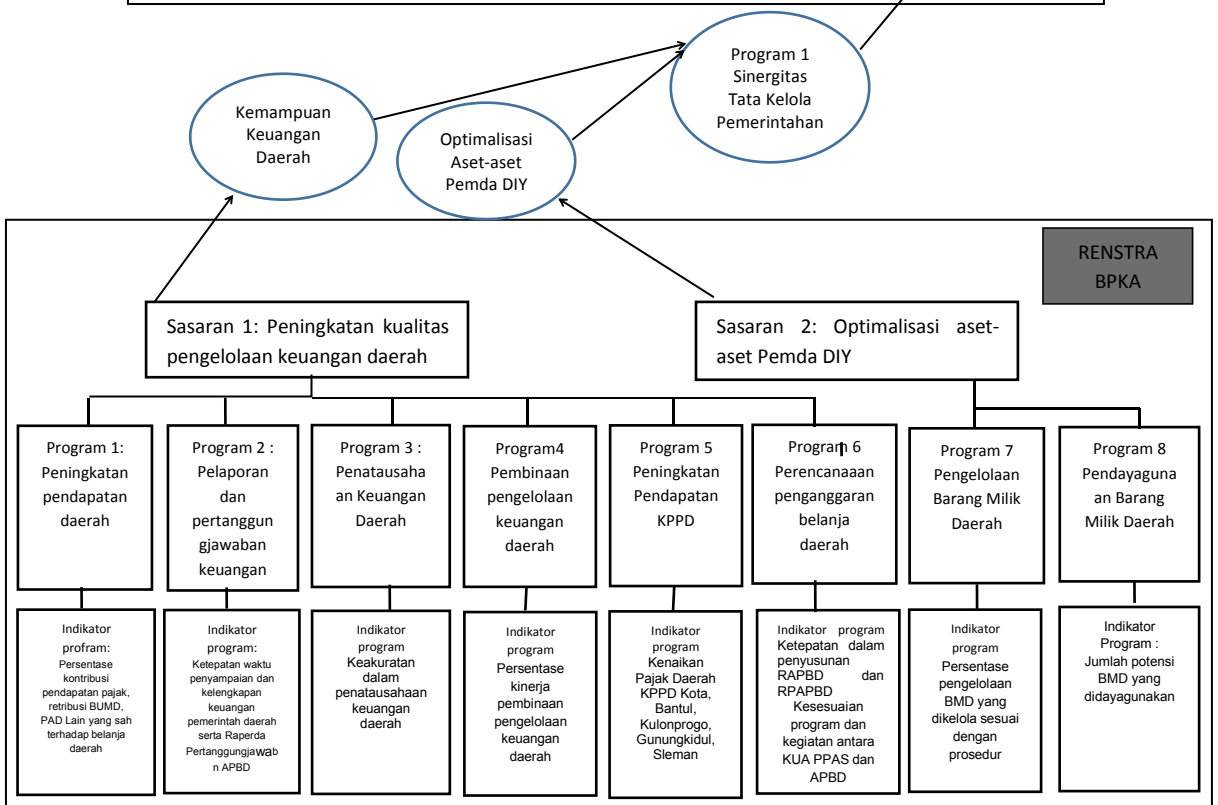 Program 1
Sinergitas
Tata Kelola
Pemerintahan
Kemampuan
Keuangan
Daerah
Optimalisasi
Aset-aset
Pemda DIY
RENSTRA
BPKA
Sasaran 1: Peningkatan kualitas
pengelolaan keuangan daerah
Sasaran 2: Optimalisasi aset-
aset Pemda DIY
Program 1:
Peningkatan
pendapatan
daerah
Program 2 :
Pelaporan
dan
pertanggun
gjawaban
keuangan
Program 3 :
Penatausaha
an Keuangan
Daerah
Program4
Pembinaan
pengelolaan
keuangan
daerah
Program 5
Peningkatan
Pendapatan
KPPD
Program 6
Perencanaaan
penganggaran
belanja
daerah
Program 7
Pengelolaan
Barang Milik
Daerah
Program 8
Pendayaguna
an Barang
Milik Daerah
Indikator
profram:
Persentase
kontribusi
pendapatan pajak,
retribusi BUMD,
PAD Lain yang sah
terhadap belanja
daerah
Indikator
program:
Ketepatan waktu
penyampaian dan
kelengkapan
keuangan
pemerintah daerah
serta Raperda
Pertanggungjawab
n APBD
Indikator
program
Keakuratan
dalam
penatausahaan
keuangan
daerah
Indikator
program
Persentase
kinerja
pembinaan
pengelolaan
keuangan
daerah
Indikator
program
Kenaikan
Pajak Daerah
KPPD Kota,
Bantul,
Kulonprogo,
Gunungkidul,
Sleman
Indikator program
Ketepatan dalam
penyusunan
RAPBD dan
RPAPBD
Kesesuaian
program dan
kegiatan antara
KUA PPAS dan
APBD
Indikator
program
Persentase
pengelolaan
BMD yang
dikelola sesuai
dengan
prosedur
Indikator
Program :
Jumlah potensi
BMD yang
didayagunakan